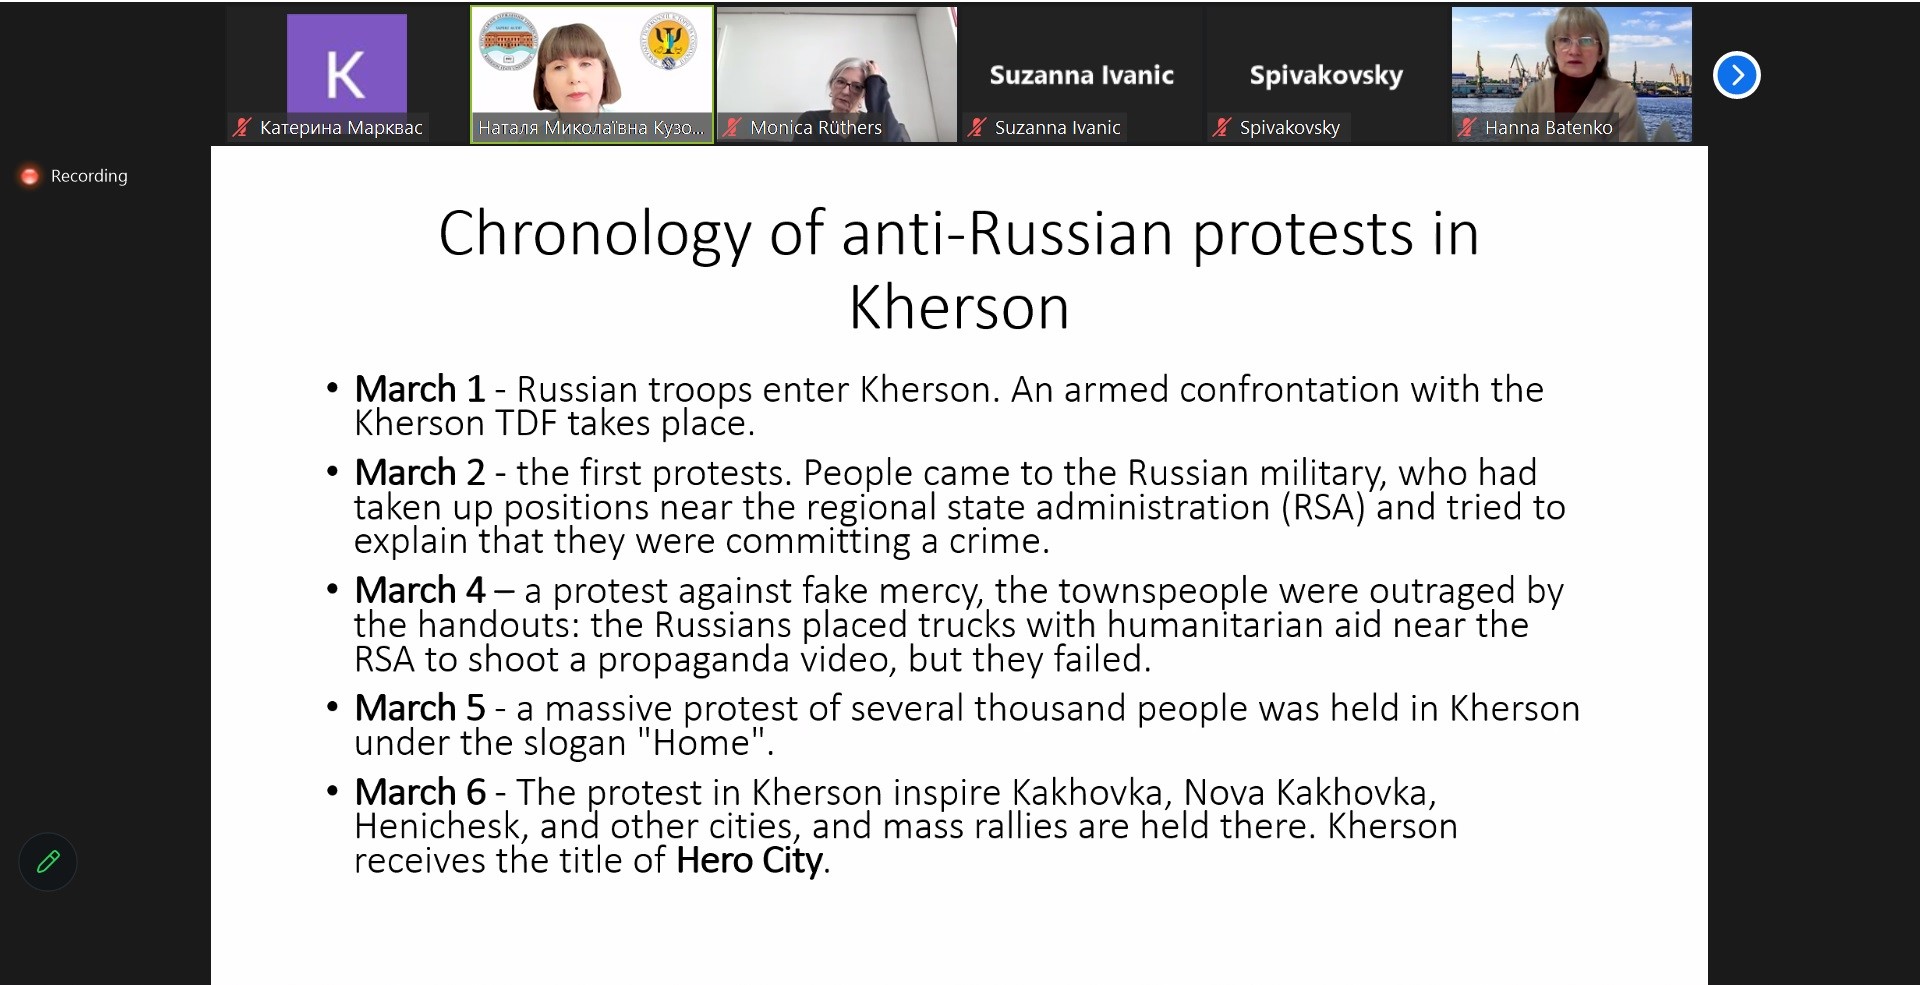 K
Катерина Марквас
Наталя Миколаївна Кузо...
Monica Rüthers
Suzanna Ivanic
Suzanna Ivanic
Spivakovsky
Spivakovsky
Hanna Batenko
Recording
Chronology of anti-Russian protests in
Kherson
• March 1 - Russian troops enter Kherson. An armed confrontation with the
Kherson TDF takes place.
• March 2 - the first protests. People came to the Russian military, who had
taken up positions near the regional state administration (RSA) and tried to
explain that they were committing a crime.
• March 4 – a protest against fake mercy, the townspeople were outraged by
the handouts: the Russians placed trucks with humanitarian aid near the
RSA to shoot a propaganda video, but they failed.
• March 5 - a massive protest of several thousand people was held in Kherson
under the slogan "Home".
• March 6 - The protest in Kherson inspire Kakhovka, Nova Kakhovka,
Henichesk, and other cities, and mass rallies are held there. Kherson
receives the title of Hero City.